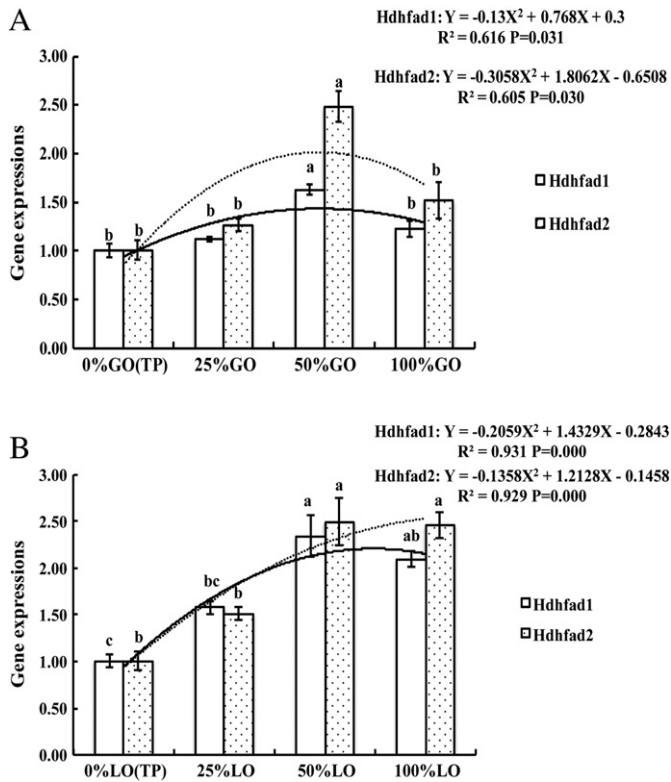 A
Hdhfad1: Y = -0.13X² + 0.768X + 0.3
R² = 0.616 P=0.031
Hdhfad2: Y = -0.3058X² + 1.8062X - 0.6508
R² = 0.605 P=0.030
Gene expressions
3.00
2.50
2.00
1.50
1.00
0.50
0.00
b b b b a a b b
Hdhfad1
Hdhfad2
0%GO(TP) 25%GO 50%GO 100%GO
B
Hdhfad1: Y = -0.2059X² + 1.4329X - 0.2843
R² = 0.931 P=0.000
Hdhfad2: Y = -0.1358X² + 1.2128X - 0.1458
R² = 0.929 P=0.000
Gene expressions
3.00
2.50
2.00
1.50
1.00
0.50
0.00
c b bc b a a ab a
Hdhfad1
Hdhfad2
0%LO(TP) 25%LO 50%LO 100%LO